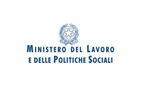 MINISTERO DEL LAVORO
E DELLE POLITICHE SOCIALI